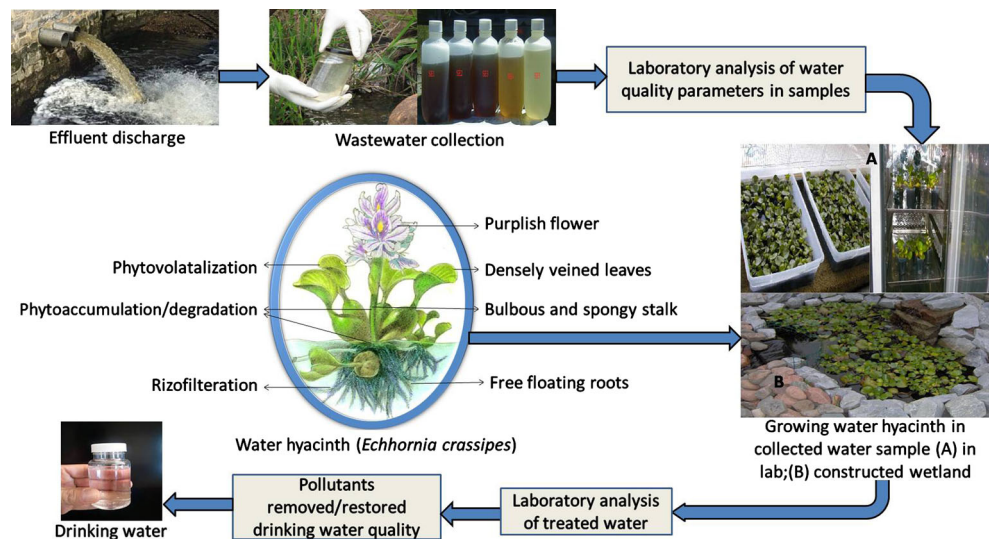 Effluent discharge
Wastewater collection
Laboratory analysis of water
quality parameters in samples
A
Purplish flower
Phytovolatalization
Densely veined leaves
Phytoaccumulation/degradation
Bulbous and spongy stalk
Rizofilteration
Free floating roots
B
Water hyacinth (Echhornia crassipes)
Growing water hyacinth in
collected water sample (A) in
lab;(B) constructed wetland
Laboratory analysis
of treated water
Pollutants
removed/restored
drinking water quality
Drinking water